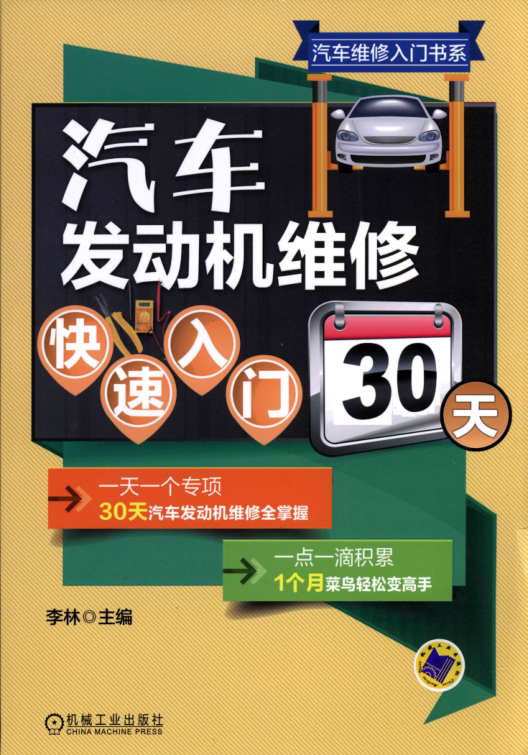 汽车维修入门书系
汽车
发动机维修
快速入门
30
天
一天一个专项
30天汽车发动机维修全掌握
一点一滴积累
1个月菜鸟轻松变高手
李林◎主编
机械工业出版社
CHINA MACHINE PRESS